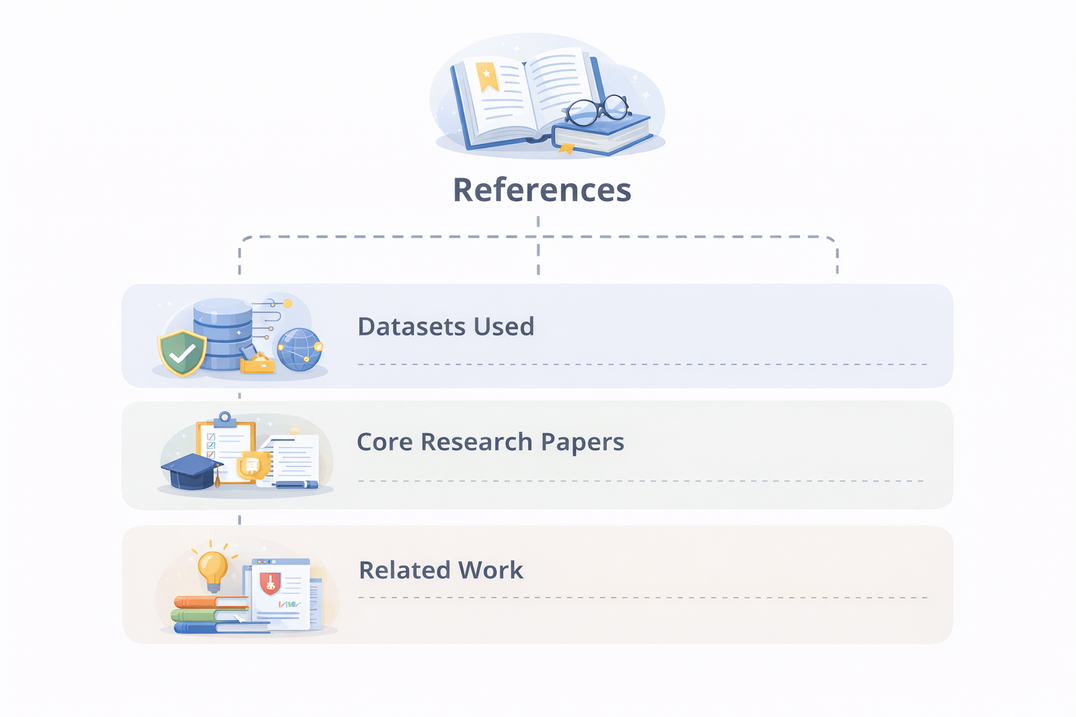 References
Datasets Used
Core Research Papers
Related Work